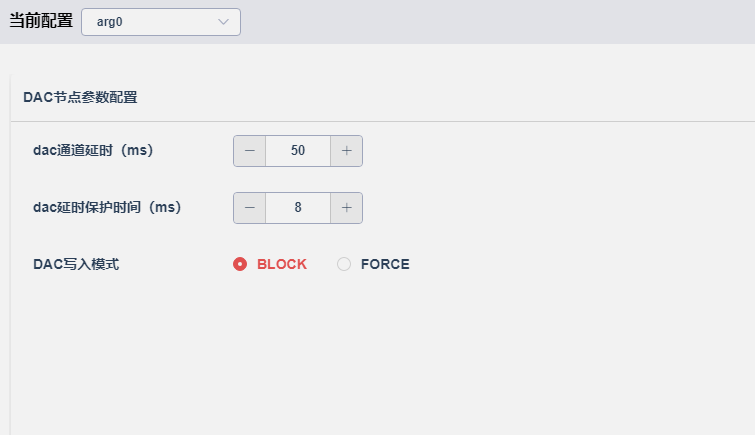 当前配置 arg0
DAC节点参数配置
dac通道延时（ms） － 50 ＋
dac延时保护时间（ms） － 8 ＋
DAC写入模式 BLOCK FORCE